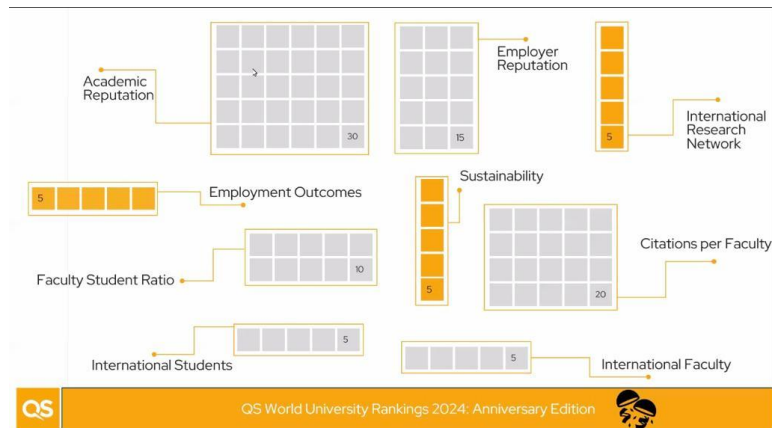 Academic
Reputation
30
Employer
Reputation
15
5
International
Research
Network
5
Employment Outcomes
Sustainability
5
Faculty Student Ratio
10
20
Citations per Faculty
International Students
5
5
International Faculty
QS
QS World University Rankings 2024: Anniversary Edition